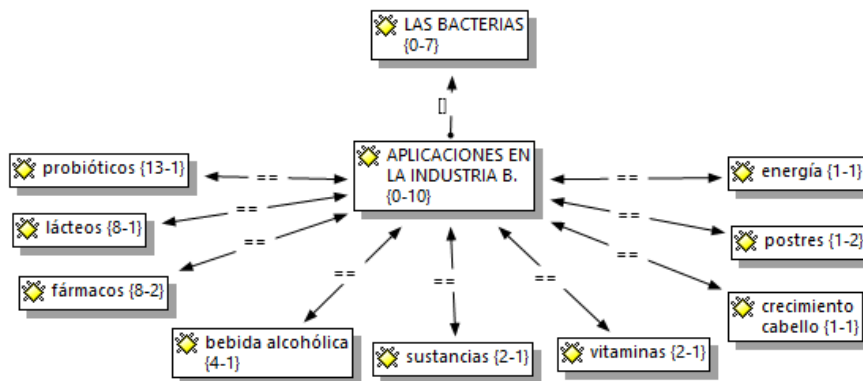 LAS BACTERIAS
{0-7}
[]
APLICACIONES EN
LA INDUSTRIA B.
{0-10}
probióticos {13-1}
==
==
energía {1-1}
lácteos {8-1}
==
==
postres {1-2}
fármacos {8-2}
==
==
crecimiento
cabello {1-1}
==
==
==
bebida alcohólica
{4-1}
sustancias {2-1}
vitaminas {2-1}